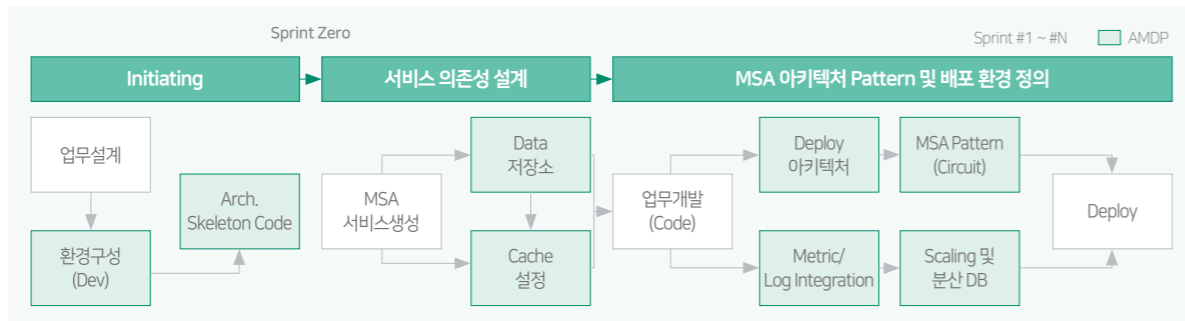 Sprint Zero
Sprint #1 ~ #N
AMDP
Initiating
서비스 의존성 설계
MSA 아키텍처 Pattern 및 배포 환경 정의
업무설계
환경구성
(Dev)
Arch.
Skeleton Code
MSA
서비스생성
Data
저장소
Cache
설정
업무개발
(Code)
Deploy
아키텍처
MSA Pattern
(Circuit)
Metric/
Log Integration
Scaling 및
분산 DB
Deploy